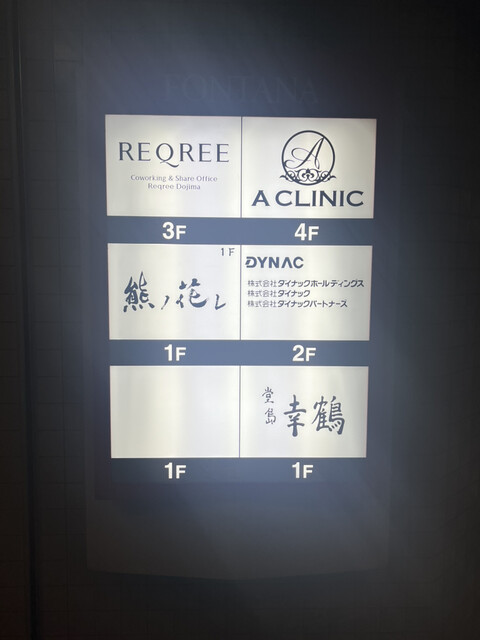 FONTANA
REQREE
Coworking & Share Office
Reqree Dojima
3F
A
A CLINIC
4F
1F
熊ノ花レ
1F
DYNAC
株式会社ダイナックホールディングス
株式会社ダイナック
株式会社ダイナックパートナーズ
2F
1F
堂島
幸鶴
1F